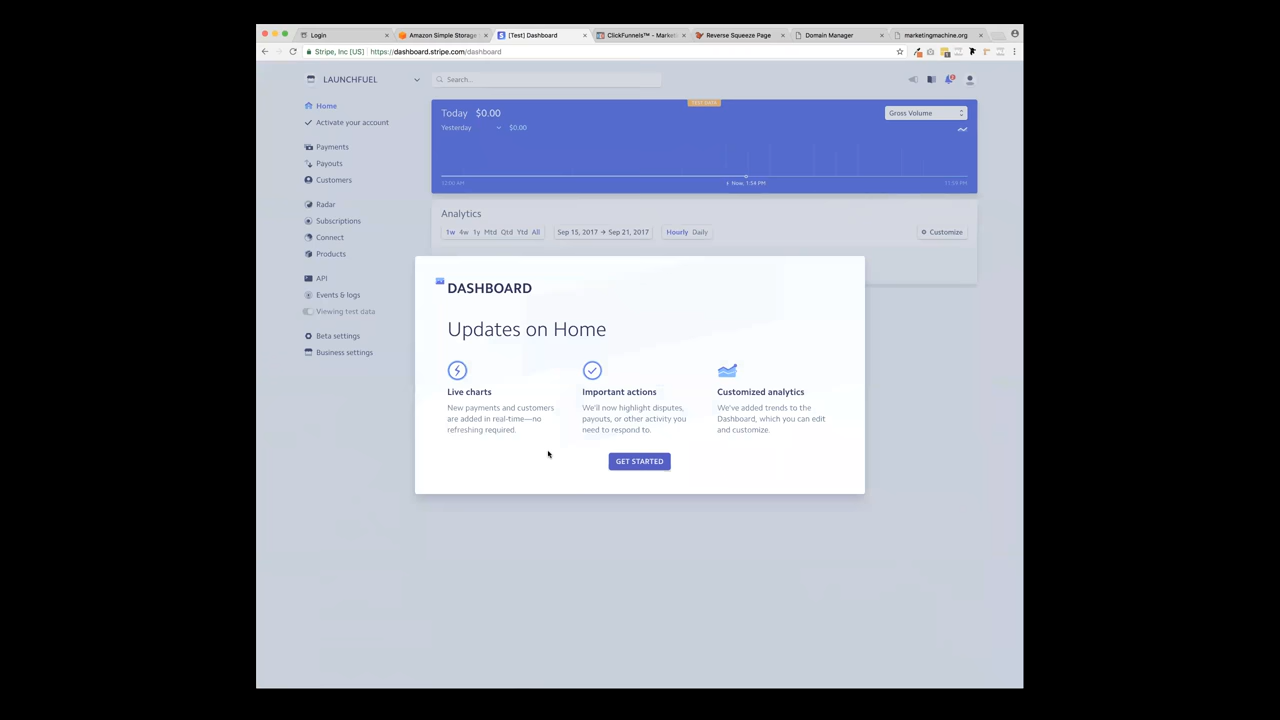 Login
Amazon Simple Storage
[Test] Dashboard
ClickFunnels™ - Marke
Reverse Squeeze Page
Domain Manager
marketingmachine.org
Stripe, Inc [US] https://dashboard.stripe.com/dashboard
LAUNCHFUEL
Search...
Home
Activate your account
Payments
Payouts
Customers
Radar
Subscriptions
Connect
Products
API
Events & logs
Viewing test data
Beta settings
Business settings
TEST DATA
Today $0.00
Gross Volume
Yesterday $0.00
12:00 AM
Now, 1:54 PM
11:59 PM
Analytics
1w 4w 1y Mtd Qtd Ytd All
Sep 15, 2017 → Sep 21, 2017
Hourly Daily
Customize
DASHBOARD
Updates on Home
Live charts
New payments and customers
are added in real-time—no
refreshing required.
Important actions
We'll now highlight disputes,
payouts, or other activity you
need to respond to.
Customized analytics
We've added trends to the
Dashboard, which you can edit
and customize.
GET STARTED